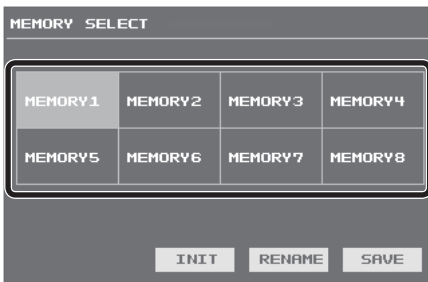 MEMORY SELECT
MEMORY1 MEMORY2 MEMORY3 MEMORY4
MEMORY5 MEMORY6 MEMORY7 MEMORY8
INIT RENAME SAVE